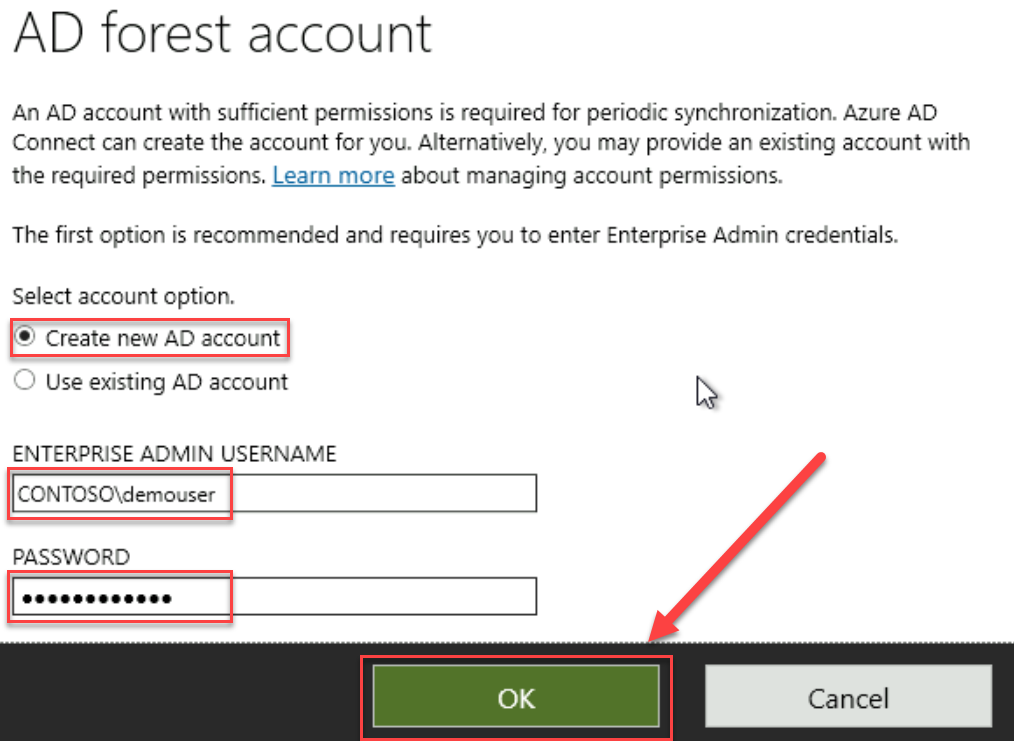 AD forest account
An AD account with sufficient permissions is required for periodic synchronization. Azure AD
Connect can create the account for you. Alternatively, you may provide an existing account with
the required permissions. Learn more about managing account permissions.
The first option is recommended and requires you to enter Enterprise Admin credentials.
Select account option.
Create new AD account
Use existing AD account
ENTERPRISE ADMIN USERNAME
CONTOSO\demouser
PASSWORD
●●●●●●●●●●●●
OK
Cancel